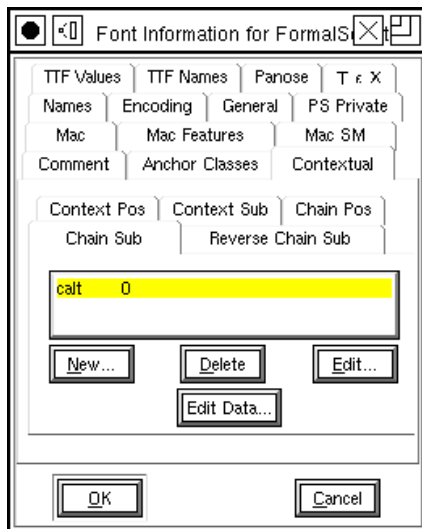 Font Information for FormalSc t
TTF Values TTF Names Panose T ε X
Names Encoding General PS Private
Mac Mac Features Mac SM
Comment Anchor Classes Contextual
Context Pos Context Sub Chain Pos
Chain Sub Reverse Chain Sub
calt 0
New... Delete Edit...
Edit Data...
OK Cancel